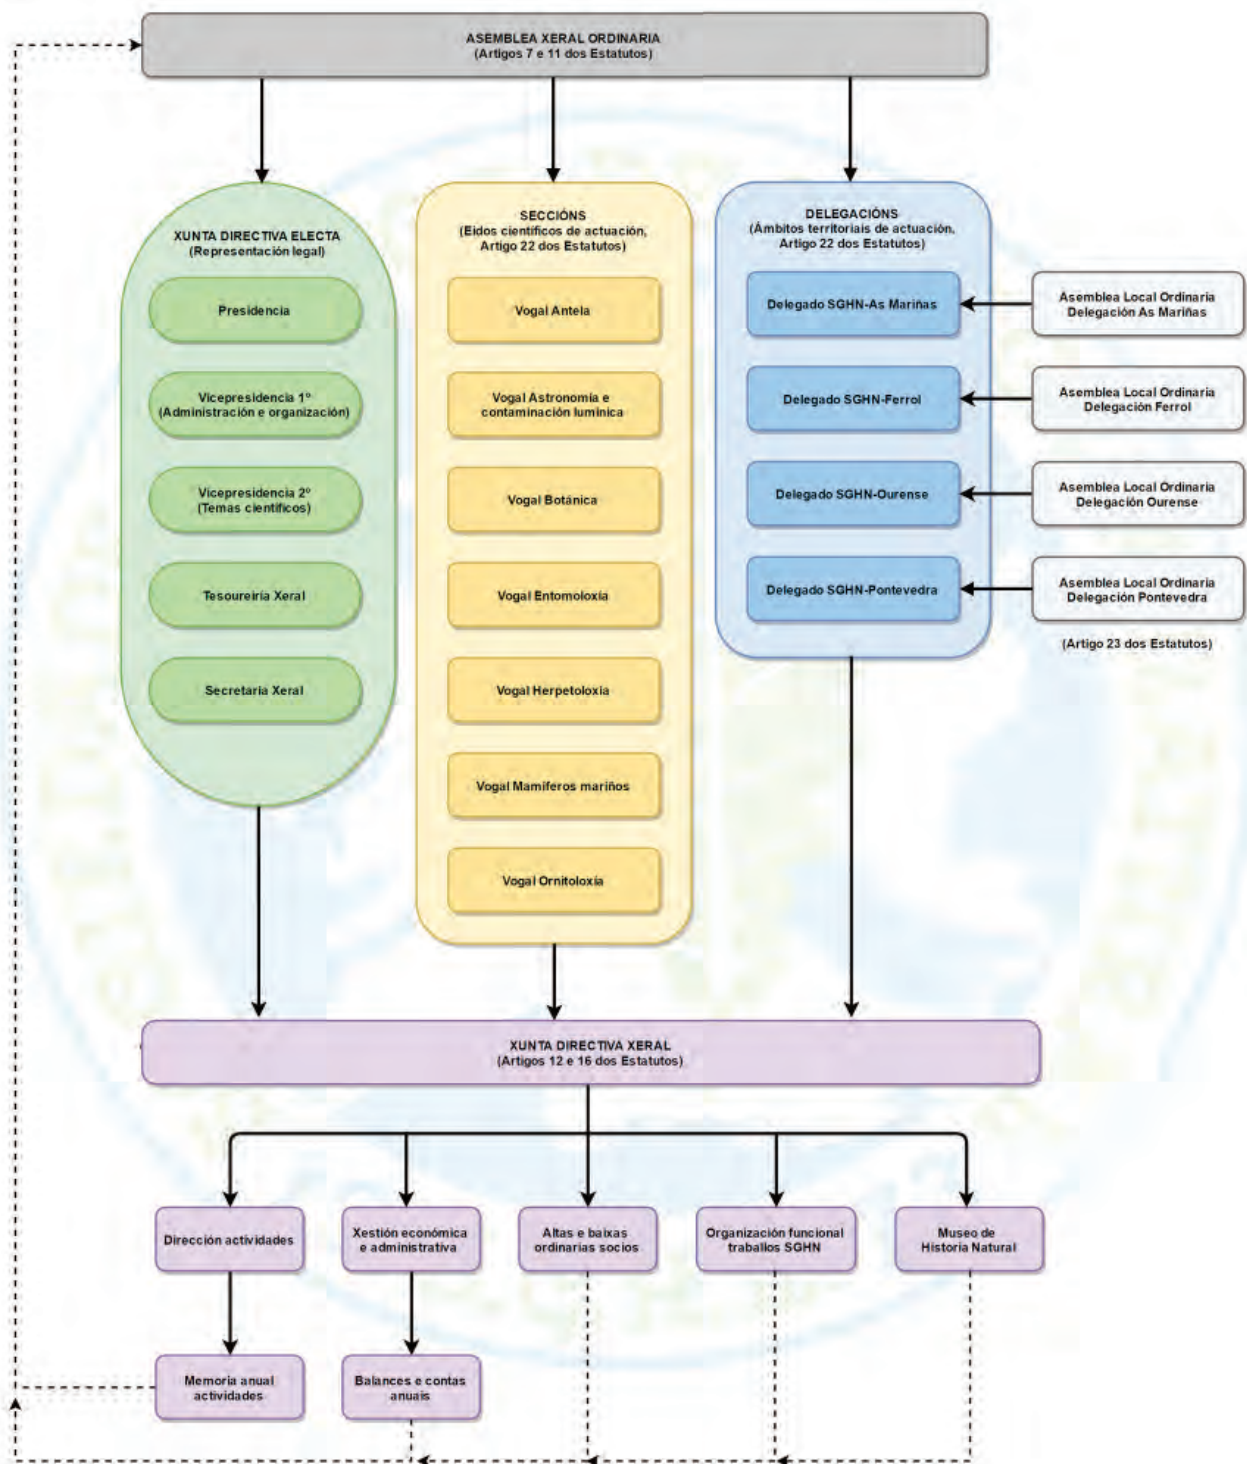 ASEMBLEA XERAL ORDINARIA
(Artigos 7 e 11 dos Estatutos)
XUNTA DIRECTIVA ELECTA
(Representación legal)
Presidencia
Vicepresidencia 1º
(Administración e organización)
Vicepresidencia 2º
(Temas científicos)
Tesoureiría Xeral
Secretaría Xeral
SECCIÓNS
(Eidos científicos de actuación,
Artigo 22 dos Estatutos)
Vogal Antela
Vogal Astronomía e
contaminación lumínica
Vogal Botánica
Vogal Entomoloxía
Vogal Herpetoloxía
Vogal Mamíferos mariños
Vogal Ornitoloxía
DELEGACIÓNS
(Ámbitos territoriais de actuación,
Artigo 22 dos Estatutos)
Delegado SGHN-As Mariñas
Delegado SGHN-Ferrol
Delegado SGHN-Ourense
Delegado SGHN-Pontevedra
Asemblea Local Ordinaria
Delegación As Mariñas
Asemblea Local Ordinaria
Delegación Ferrol
Asemblea Local Ordinaria
Delegación Ourense
Asemblea Local Ordinaria
Delegación Pontevedra
(Artigo 23 dos Estatutos)
XUNTA DIRECTIVA XERAL
(Artigos 12 e 16 dos Estatutos)
Dirección actividades
Xestión económica
e administrativa
Altas e baixas
ordinarias socios
Organización funcional
traballos SGHN
Museo de
Historia Natural
Memoria anual
actividades
Balances e contas
anuais